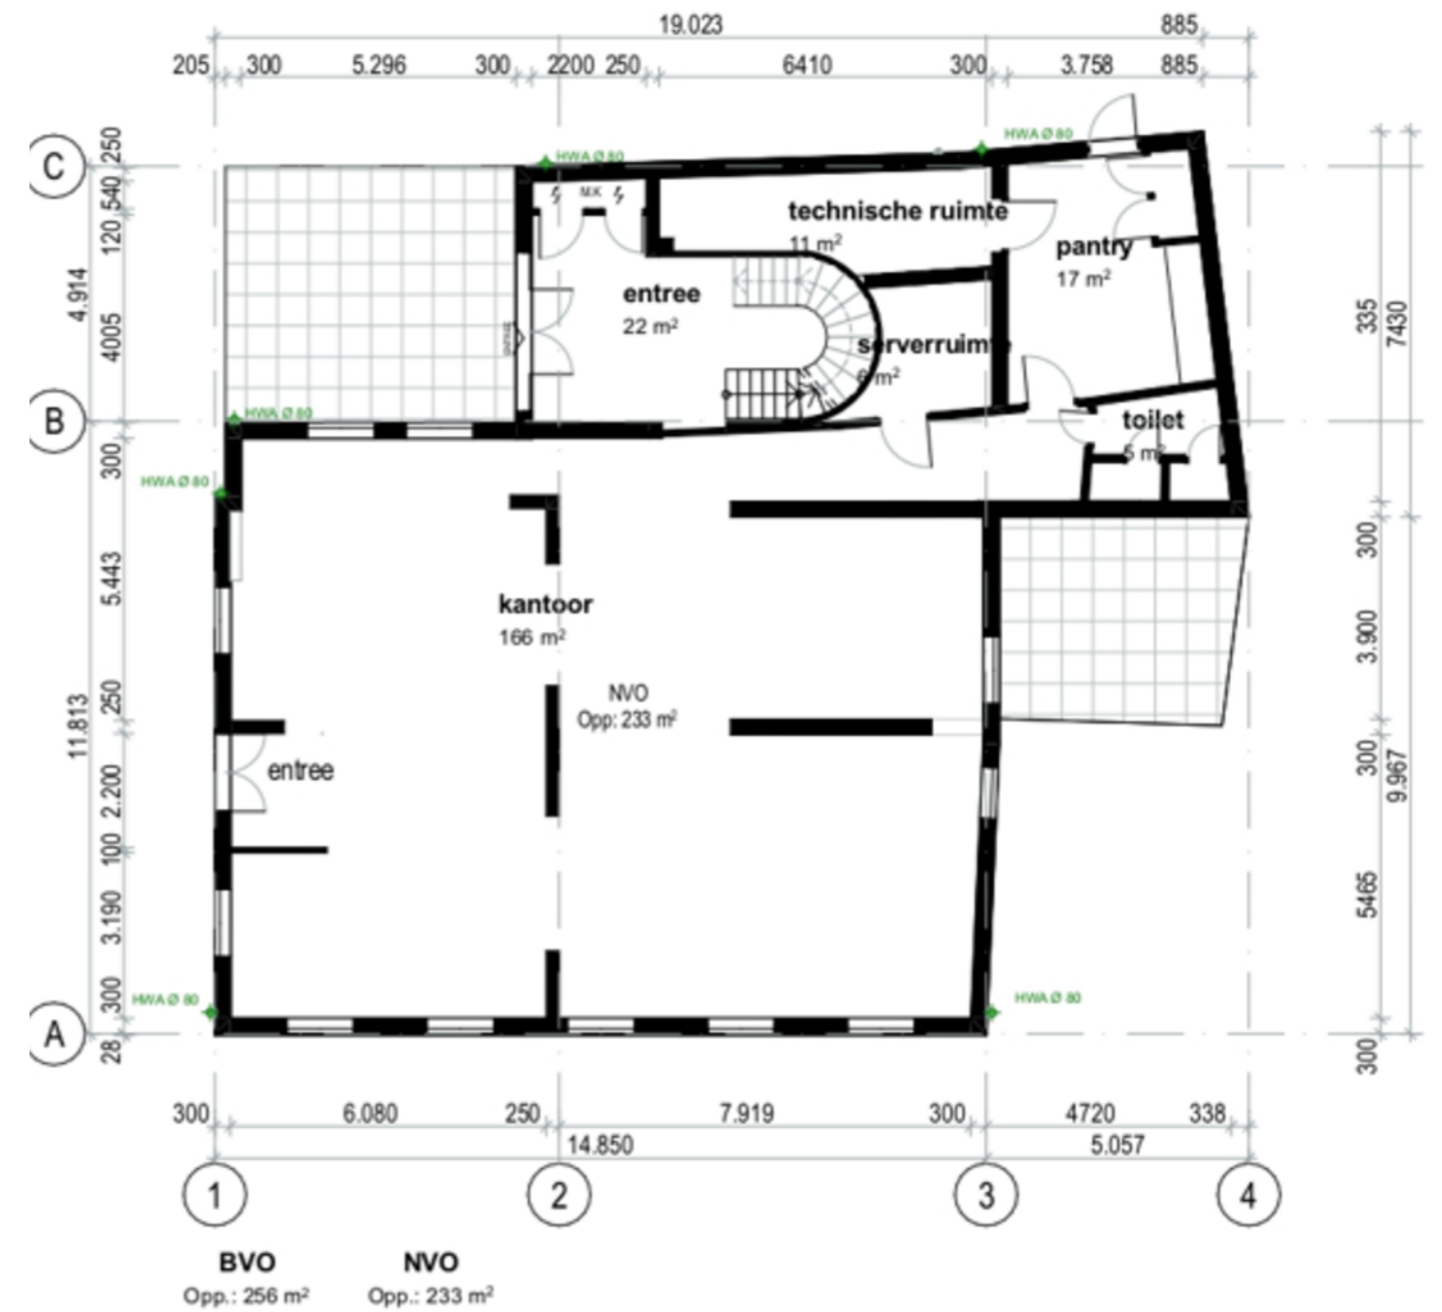 19.023 885
205 300 5.296 300 2200 250 6410 300 3.758 885
HWA Ø 80
HWA Ø 80
C
250
540
120
4.914
4005
B
300
5.443
250
11.813
2.200
100
3.190
300
28
A
MK
technische ruimte
11 m²
pantry
17 m²
entree
22 m²
serverruimte
6 m²
335
7430
HWA Ø 80
toilet
5 m²
HWA Ø 80
300
3.900
300
9.967
5465
300
kantoor
166 m²
NVO
Opp: 233 m²
entree
HWA Ø 80
HWA Ø 80
300 6.080 250 7.919 300 4720 338
14.850 5.057
1 2 3 4
BVO NVO
Opp.: 256 m² Opp.: 233 m²